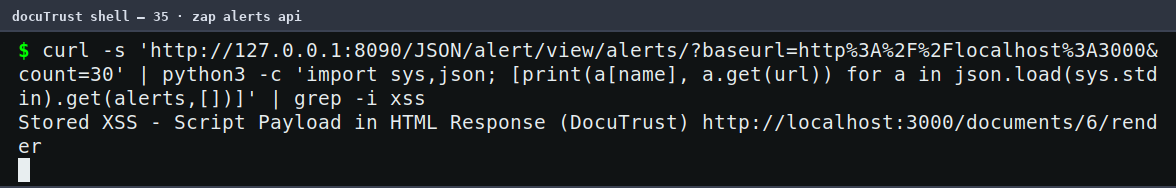 docuTrust shell — 35 · zap alerts api
$ curl -s 'http://127.0.0.1:8090/JSON/alert/view/alerts/?baseurl=http%3A%2F%2Flocalhost%3A3000&
count=30' | python3 -c 'import sys,json; [print(a[name], a.get(url)) for a in json.load(sys.std
in).get(alerts,[])]' | grep -i xss
Stored XSS - Script Payload in HTML Response (DocuTrust) http://localhost:3000/documents/6/rend
er